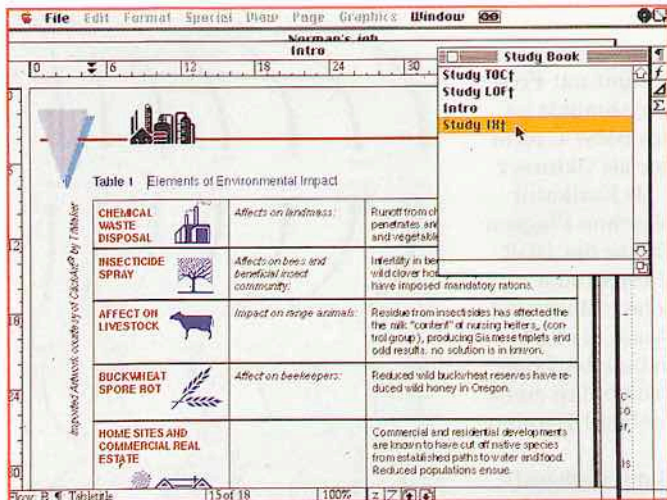 File Edit Format Special View Page Graphics Window
Norman's job
Intro
0 6 12 18 24 30
Study Book
Study TOC†
Study LOF†
Intro
Study IX†
Imported Artwork courtesy of ClickArt® by T/Maker
Table 1 Elements of Environmental Impact
CHEMICAL
WASTE
DISPOSAL
Affects on landmass:
Runoff from
penetrates
and
INSECTICIDE
SPRAY
Affects on bees and
beneficial insect
community:
Infertility in
wild clover
have imposed mandatory rations.
AFFECT ON
LIVESTOCK
Impact on range animals:
Residue from insecticides has affected the
the milk "content" of nursing heifers, (con-
trol group), producing Siamese triplets and
odd results. no solution is in known.
BUCKWHEAT
SPORE ROT
Affect on beekeepers:
Reduced wild buckwheat reserves have re-
duced wild honey in Oregon.
HOME SITES AND
COMMERCIAL REAL
ESTATE
Commercial and residential developments
are known to have cut off native species
from established paths to water and food.
Reduced populations ensue.
Flow: B ¶ Tabletitle 15 of 18 100% z Z